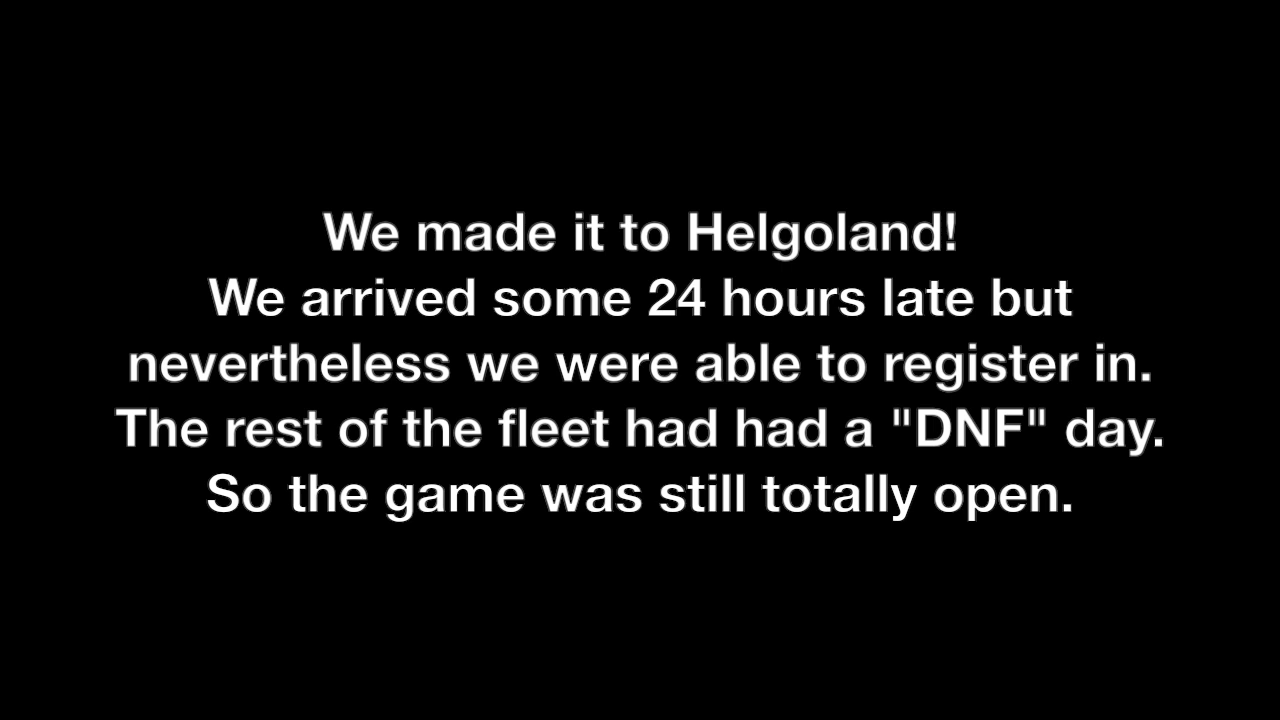 We made it to Helgoland!
We arrived some 24 hours late but
nevertheless we were able to register in.
The rest of the fleet had had a "DNF" day.
So the game was still totally open.